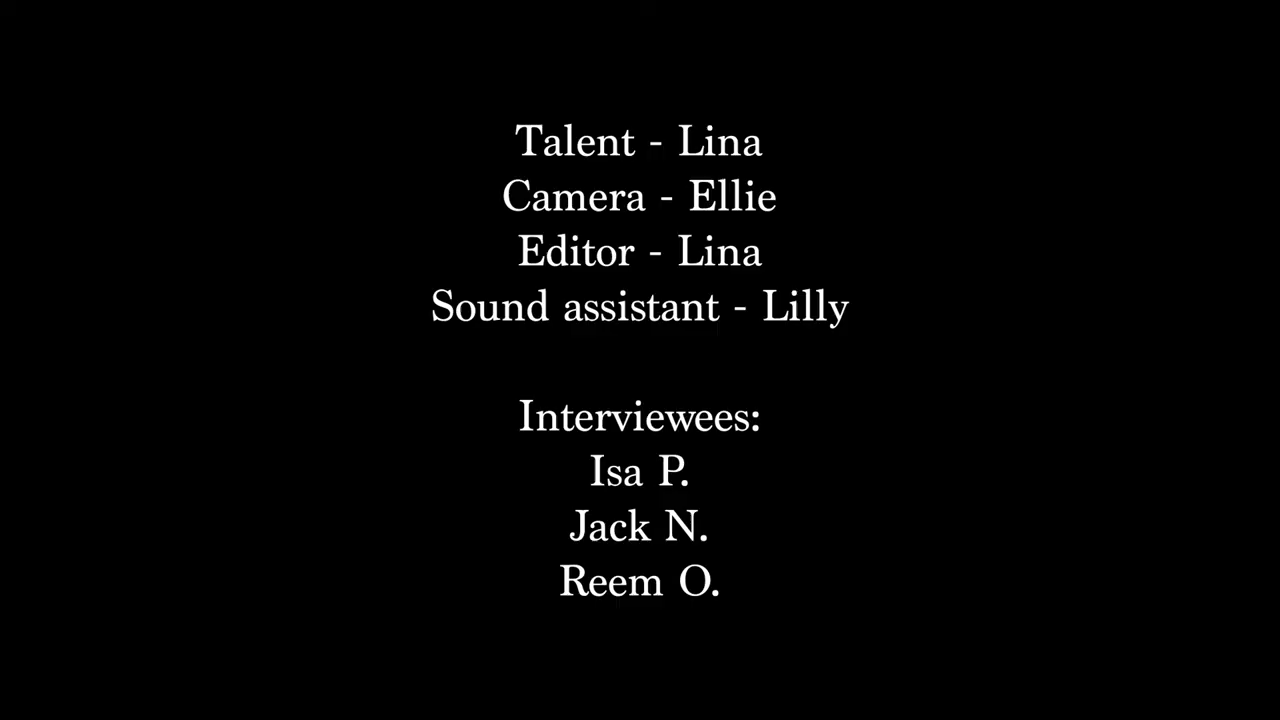 Talent - Lina
Camera - Ellie
Editor - Lina
Sound assistant - Lilly
Interviewees:
Isa P.
Jack N.
Reem O.